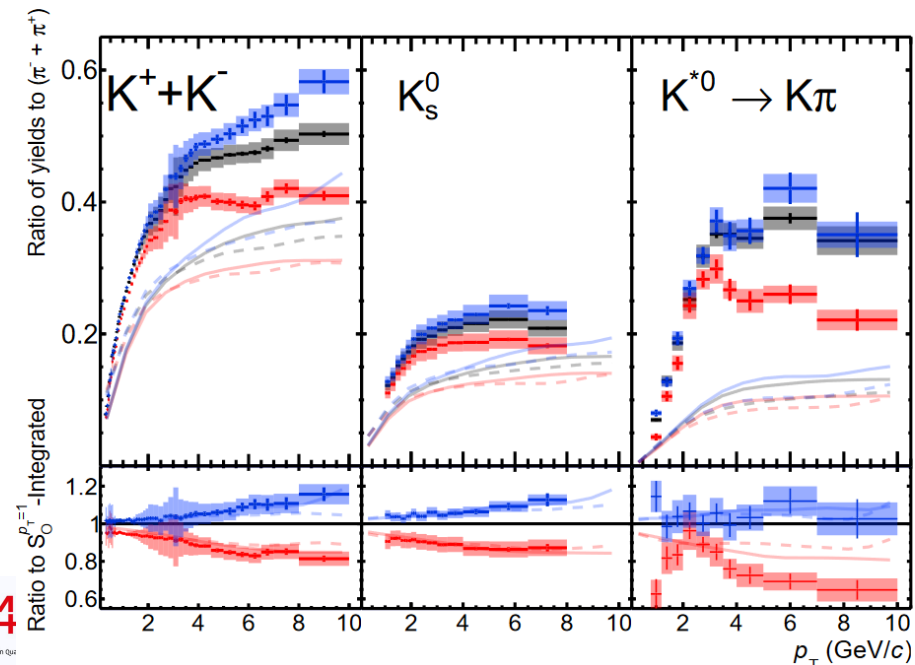 Ratio of yields to (π⁻ + π⁺)
0.6
0.4
0.2
K⁺+K⁻
K⁰ₛ
K*⁰ → Kπ
Ratio to S_O^{p_T=1}-Integrated
1.2
1
0.8
0.6
2 4 6 8 10 2 4 6 8 10 2 4 6 8 10
p_T (GeV/c)
4
n Qua